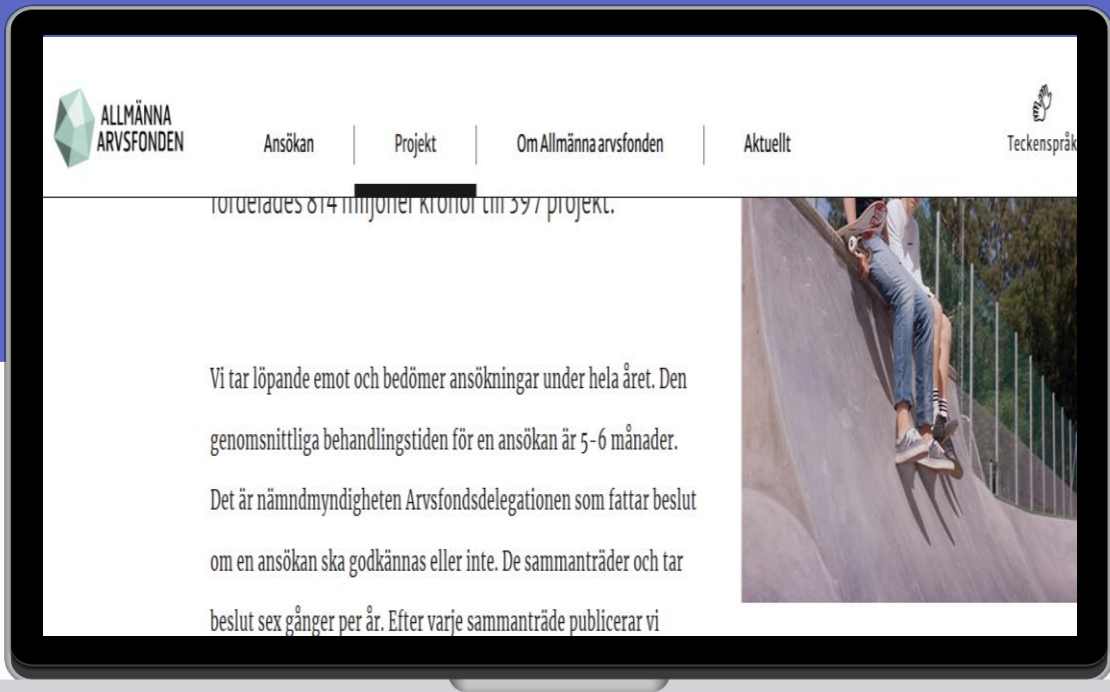 ALLMÄNNA
ARVSFONDEN
Ansökan
Projekt
Om Allmänna arvsfonden
Aktuellt
Teckenspråk
fördelades 814 miljoner kronor till 397 projekt.
Vi tar löpande emot och bedömer ansökningar under hela året. Den
genomsnittliga behandlingstiden för en ansökan är 5-6 månader.
Det är nämndmyndigheten Arvsfondsdelegationen som fattar beslut
om en ansökan ska godkännas eller inte. De sammanträder och tar
beslut sex gånger per år. Efter varje sammanträde publicerar vi